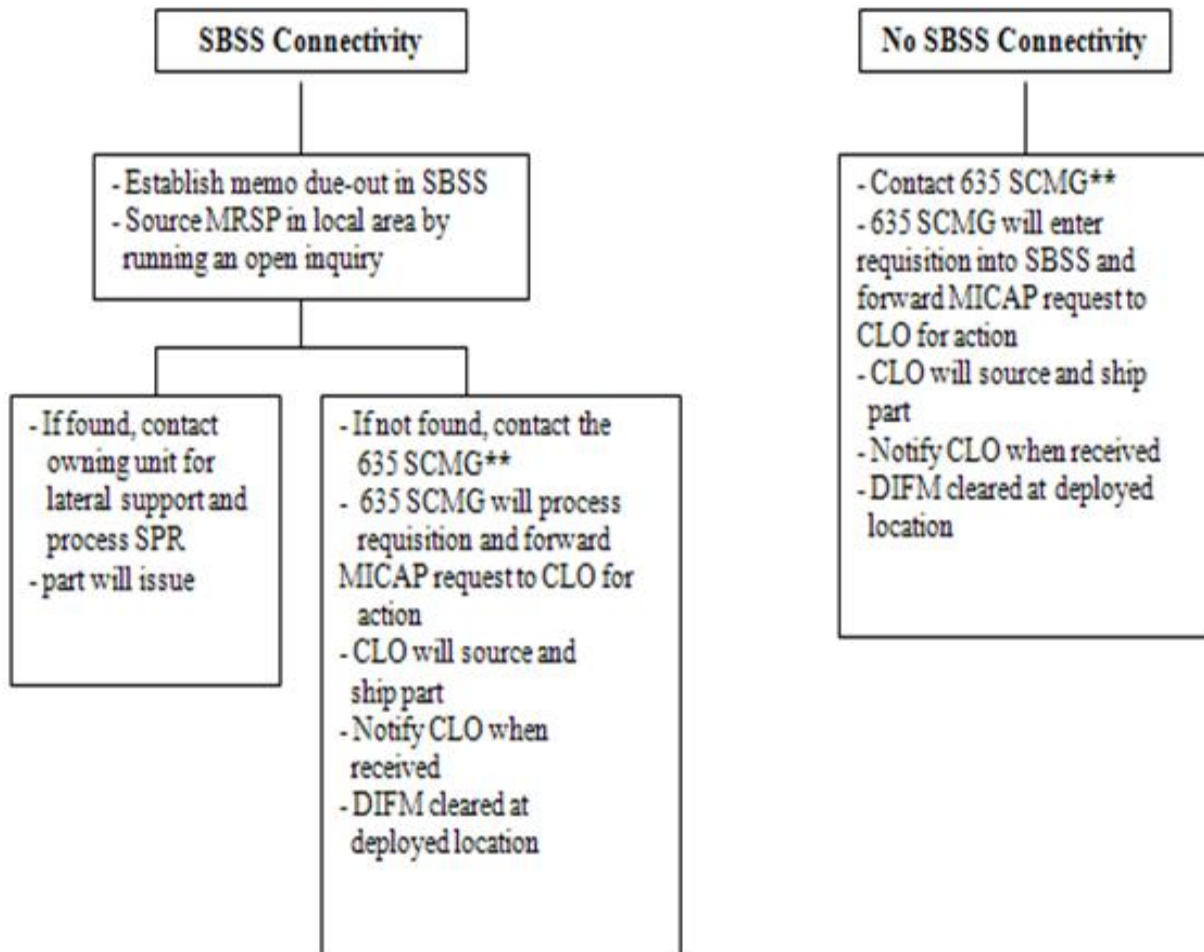 SBSS Connectivity
- Establish memo due-out in SBSS
- Source MRSP in local area by
running an open inquiry
- If found, contact
owning unit for
lateral support and
process SPR
- part will issue
- If not found, contact the
635 SCMG**
- 635 SCMG will process
requisition and forward
MICAP request to CLO for
action
- CLO will source and
ship part
- Notify CLO when
received
- DIFM cleared at
deployed location
No SBSS Connectivity
- Contact 635 SCMG**
- 635 SCMG will enter
requisition into SBSS and
forward MICAP request to
CLO for action
- CLO will source and ship
part
- Notify CLO when received
- DIFM cleared at deployed
location